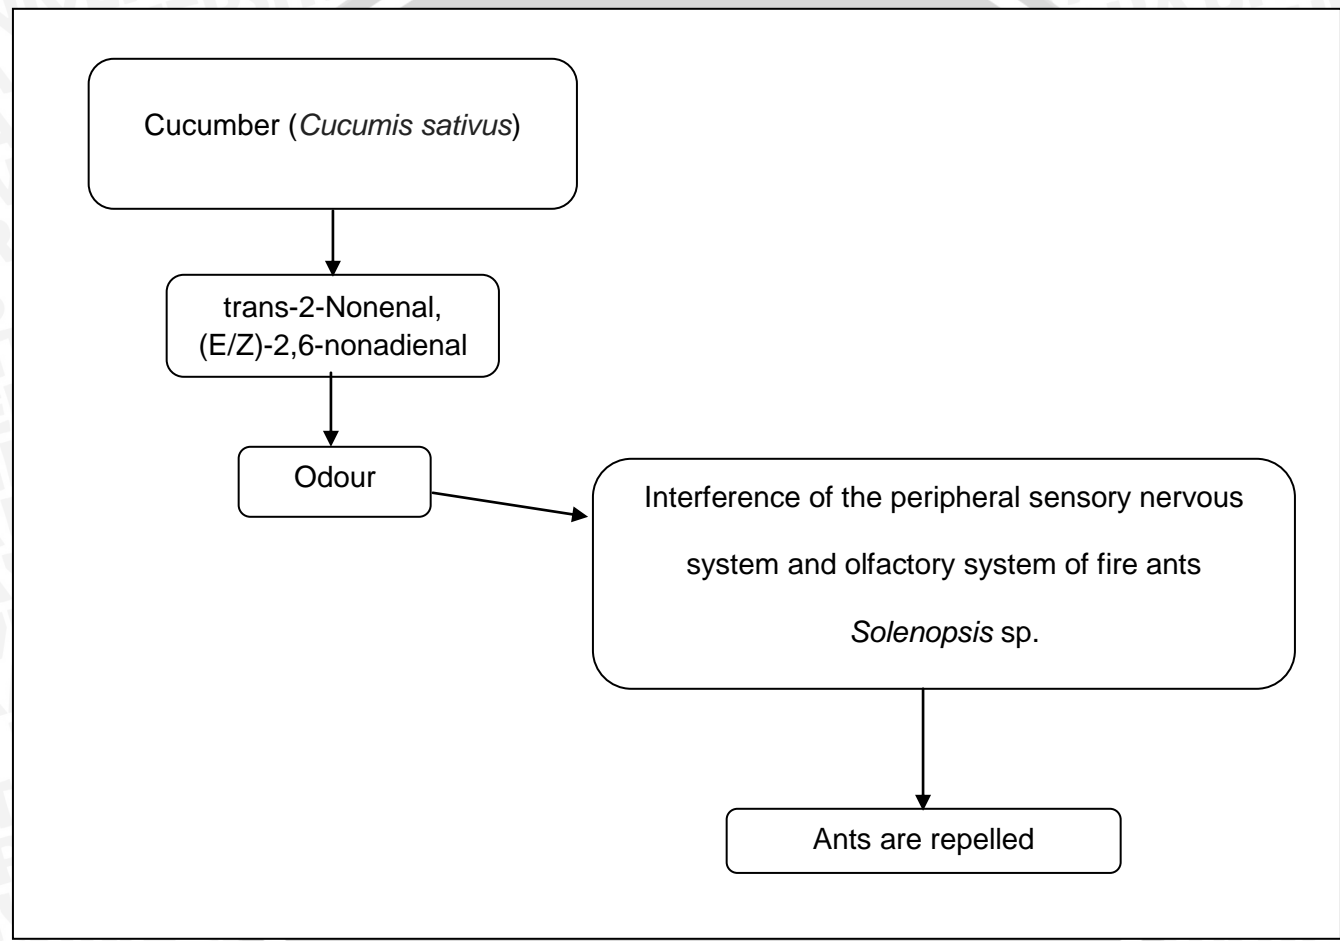 Cucumber (Cucumis sativus)
trans-2-Nonenal,
(E/Z)-2,6-nonadienal
Odour
Interference of the peripheral sensory nervous
system and olfactory system of fire ants
Solenopsis sp.
Ants are repelled